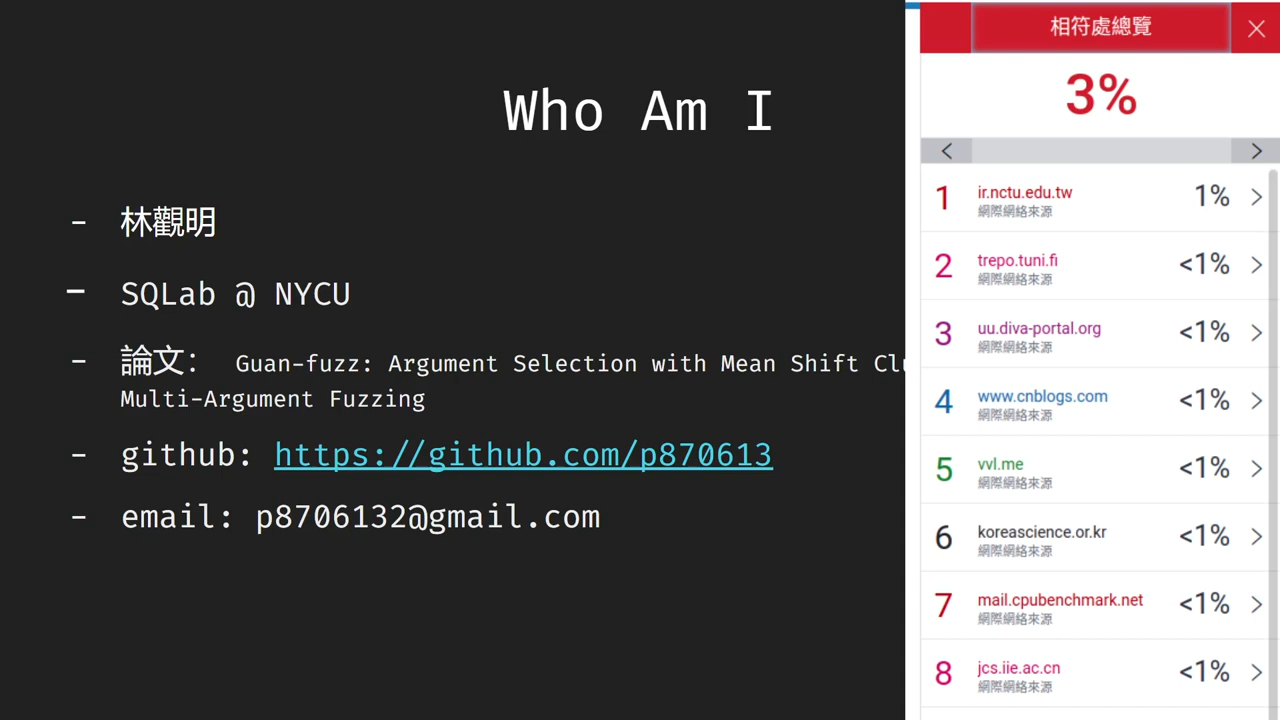 Who Am I
- 林觀明
- SQLab @ NYCU
- 論文: Guan-fuzz: Argument Selection with Mean Shift
Multi-Argument Fuzzing
- github: https://github.com/p870613
- email: p8706132@gmail.com
相符處總覽
3%
1 ir.nctu.edu.tw 1%
網際網絡來源
2 trepo.tuni.fi <1%
網際網絡來源
3 uu.diva-portal.org <1%
網際網絡來源
4 www.cnblogs.com <1%
網際網絡來源
5 vvl.me <1%
網際網絡來源
6 koreascience.or.kr <1%
網際網絡來源
7 mail.cpubenchmark.net <1%
網際網絡來源
8 jcs.iie.ac.cn <1%
網際網絡來源